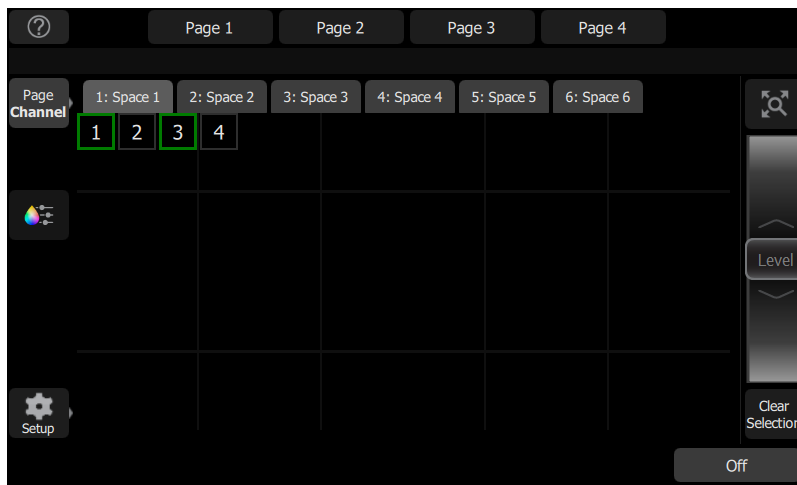 ?
Page 1
Page 2
Page 3
Page 4
Page
Channel
1: Space 1
2: Space 2
3: Space 3
4: Space 4
5: Space 5
6: Space 6
1
2
3
4
Level
Setup
Clear
Selection
Off